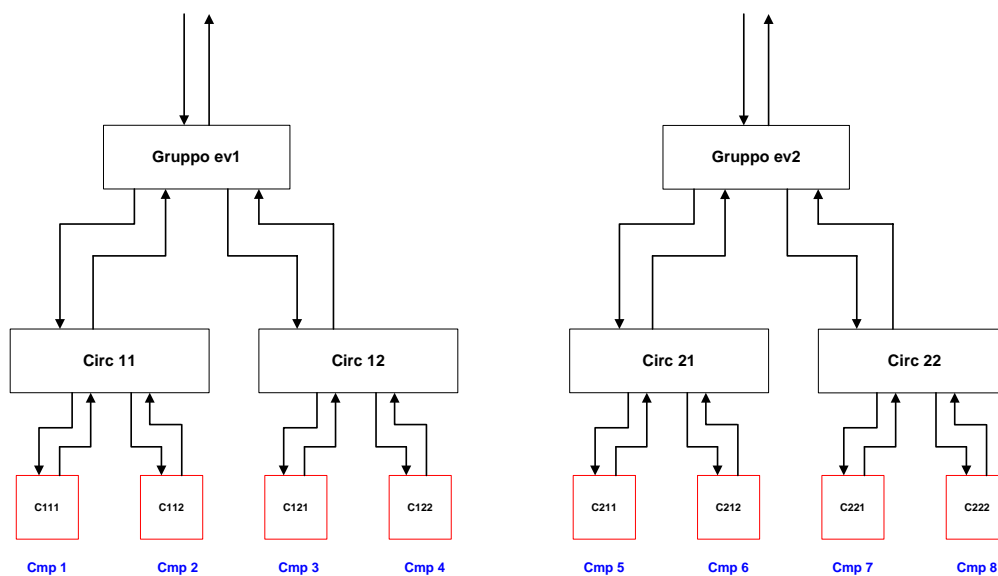 Gruppo ev1
Gruppo ev2
Circ 11
Circ 12
Circ 21
Circ 22
C111
C112
C121
C122
C211
C212
C221
C222
Cmp 1
Cmp 2
Cmp 3
Cmp 4
Cmp 5
Cmp 6
Cmp 7
Cmp 8